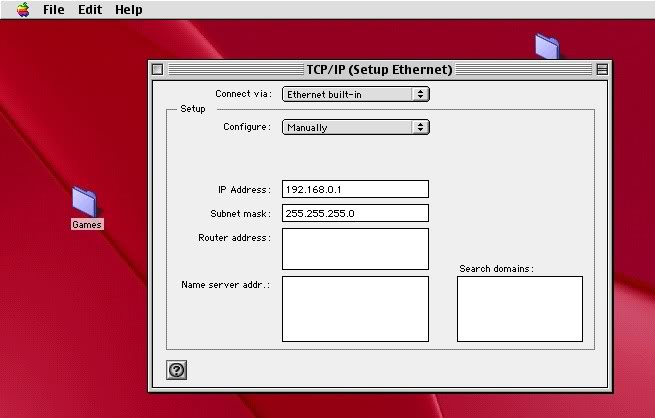 File Edit Help
TCP/IP (Setup Ethernet)
Connect via: Ethernet built-in
Setup
Configure: Manually
IP Address: 192.168.0.1
Subnet mask: 255.255.255.0
Router address:
Search domains:
Name server addr.:
Games
?